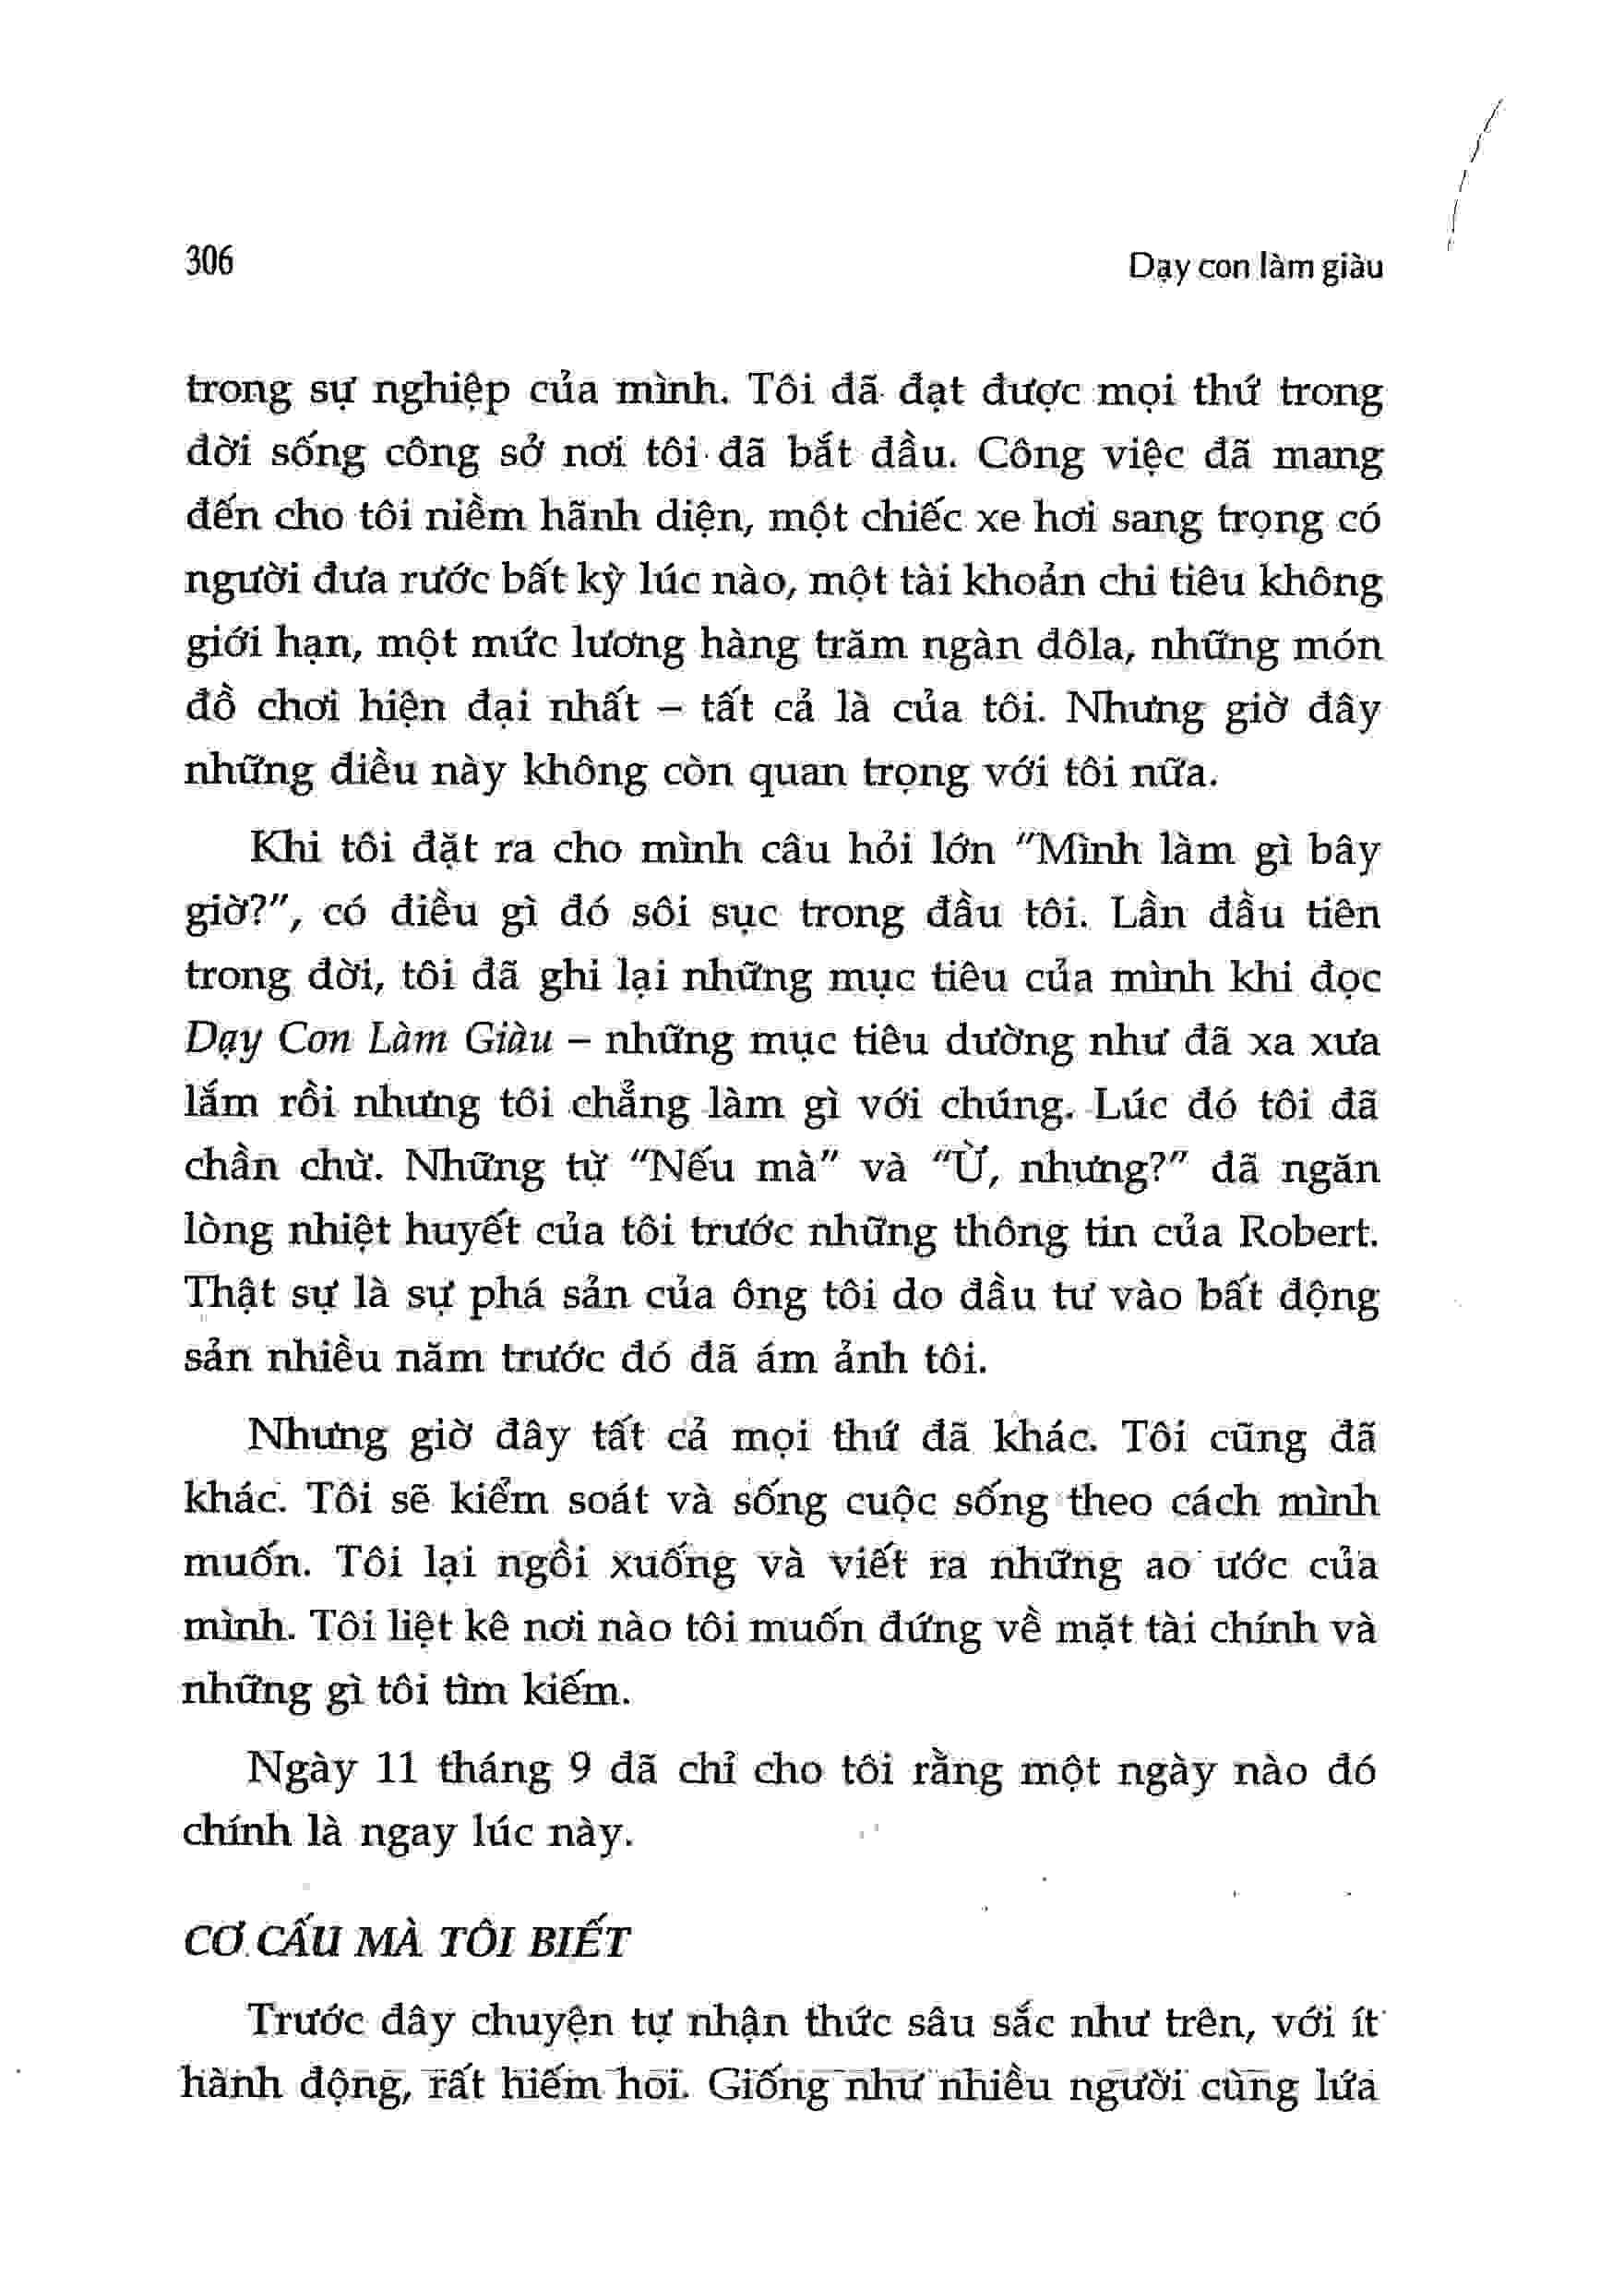 306
Dạy con làm giàu
trong sự nghiệp của mình. Tôi đã đạt được mọi thứ trong
đời sống công sở nơi tôi đã bắt đầu. Công việc đã mang
đến cho tôi niềm hãnh diện, một chiếc xe hơi sang trọng có
người đưa rước bất kỳ lúc nào, một tài khoản chi tiêu không
giới hạn, một mức lương hàng trăm ngàn đôla, những món
đồ chơi hiện đại nhất – tất cả là của tôi. Nhưng giờ đây
những điều này không còn quan trọng với tôi nữa.
Khi tôi đặt ra cho mình câu hỏi lớn "Mình làm gì bây
giờ?", có điều gì đó sôi sục trong đầu tôi. Lần đầu tiên
trong đời, tôi đã ghi lại những mục tiêu của mình khi đọc
Dạy Con Làm Giàu – những mục tiêu dường như đã xa xưa
lắm rồi nhưng tôi chẳng làm gì với chúng. Lúc đó tôi đã
chần chừ. Những từ "Nếu mà" và "Ừ, nhưng?" đã ngăn
lòng nhiệt huyết của tôi trước những thông tin của Robert.
Thật sự là sự phá sản của ông tôi do đầu tư vào bất động
sản nhiều năm trước đó đã ám ảnh tôi.
Nhưng giờ đây tất cả mọi thứ đã khác. Tôi cũng đã
khác. Tôi sẽ kiểm soát và sống cuộc sống theo cách mình
muốn. Tôi lại ngồi xuống và viết ra những ao ước của
mình. Tôi liệt kê nơi nào tôi muốn đứng về mặt tài chính và
những gì tôi tìm kiếm.
Ngày 11 tháng 9 đã chỉ cho tôi rằng một ngày nào đó
chính là ngay lúc này.
CƠ CẤU MÀ TÔI BIẾT
Trước đây chuyện tự nhận thức sâu sắc như trên, với ít
hành động, rất hiếm hoi. Giống như nhiều người cùng lứa